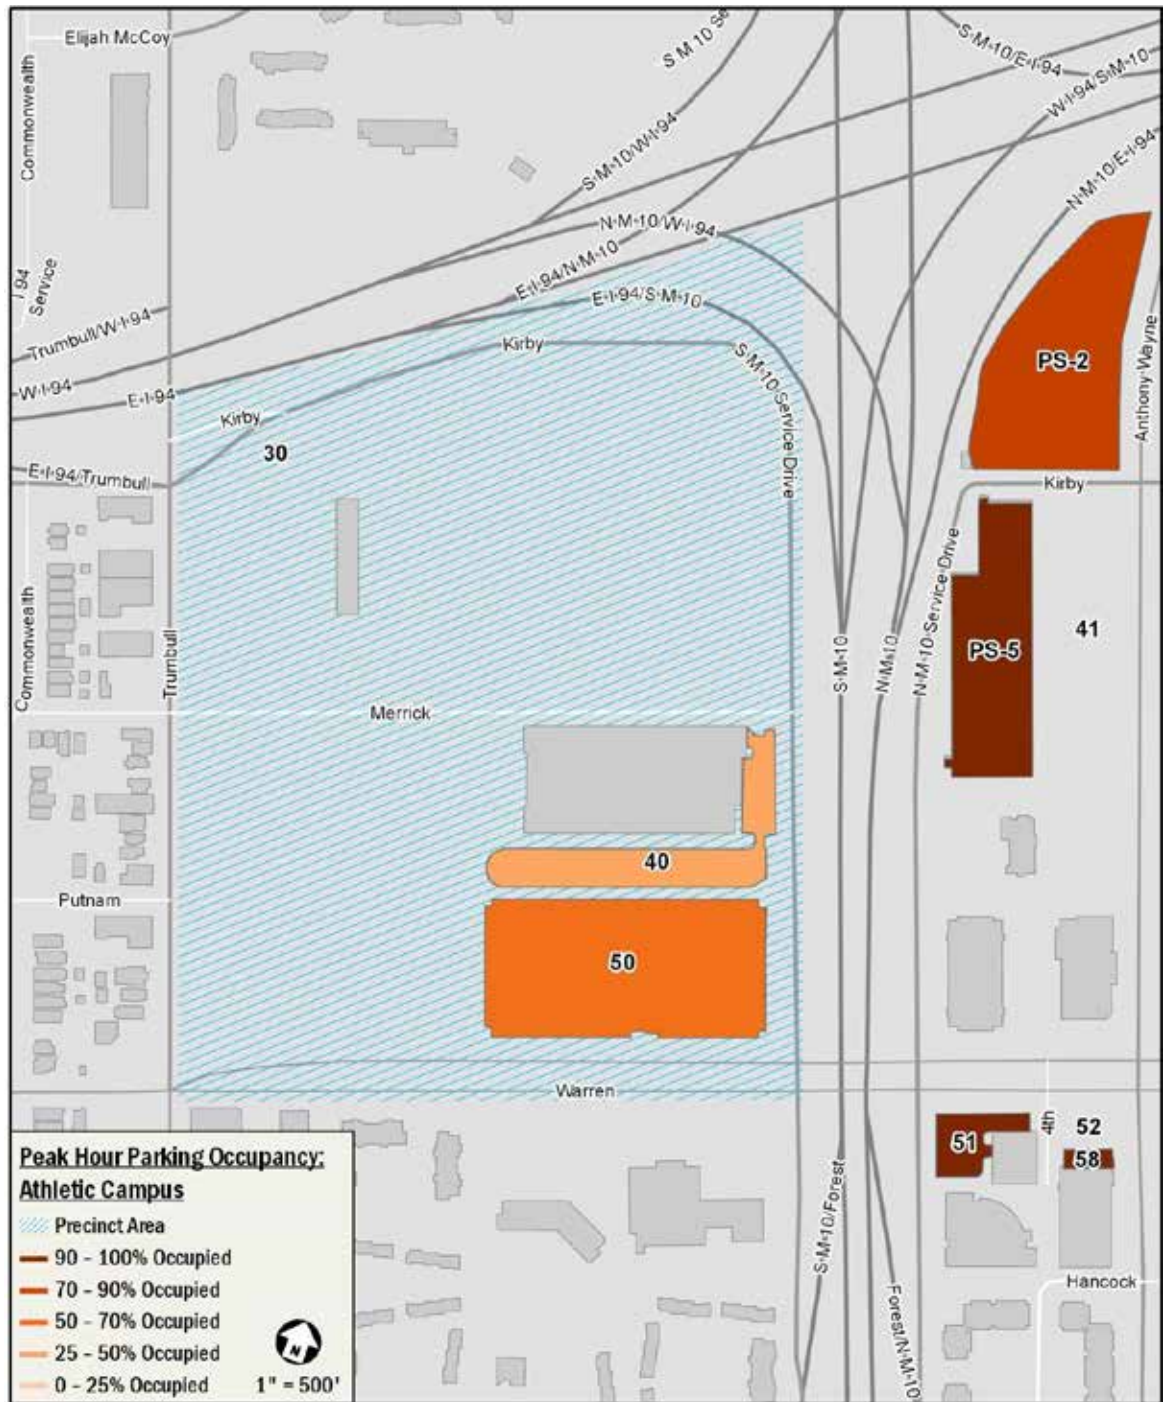 Elijah McCoy
Commonwealth
S M 10 Se
S-M-10/E-I-94
W-I-94/S-M-10
S-M-10/W-I-94
N-M-10/E-I-94
N-M-10/W-I-94
I 94
Service
E-I-94/N-M-10
E-I-94/S-M-10
Trumbull/W-I-94
Kirby
S-M-10-Service-Drive
PS-2
Anthony-Wayne
W-I-94
E-I-94
Kirby
30
E-I-94/Trumbull
Kirby
Commonwealth
Trumbull
S-M-10
N-M-10
N-M-10-Service-Drive
PS-5
41
Merrick
40
Putnam
50
Warren
51
4th
52
58
S-M-10/Forest
Forest/N-M-10
Hancock
Peak Hour Parking Occupancy:
Athletic Campus
Precinct Area
90 - 100% Occupied
70 - 90% Occupied
50 - 70% Occupied
25 - 50% Occupied
0 - 25% Occupied
N
1" = 500'